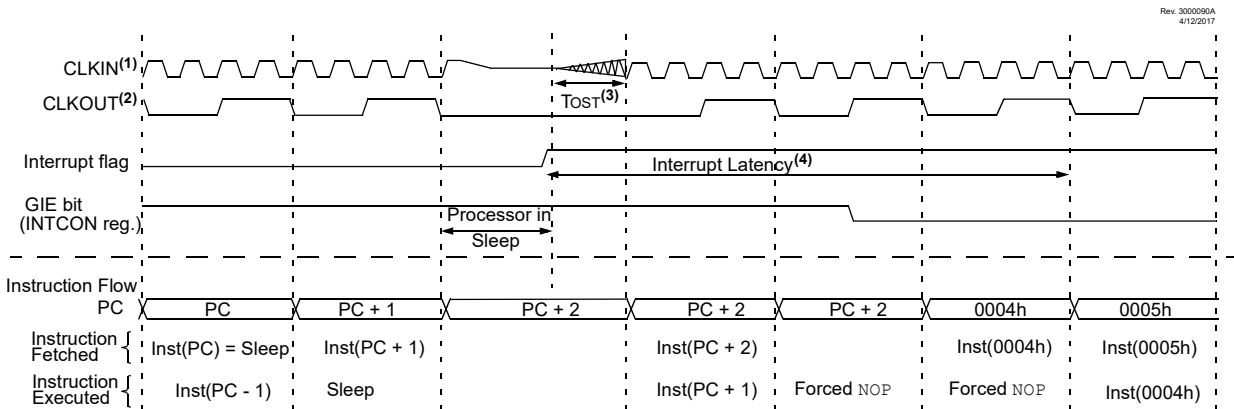 Rev. 3000090A
4/12/2017
CLKIN(1)
CLKOUT(2)
TOST(3)
Interrupt flag
Interrupt Latency(4)
GIE bit
(INTCON reg.)
Processor in
Sleep
Instruction Flow
PC PC PC + 1 PC + 2 PC + 2 PC + 2 0004h 0005h
Instruction
Fetched { Inst(PC) = Sleep Inst(PC + 1) Inst(PC + 2) Inst(0004h) Inst(0005h)
Instruction
Executed { Inst(PC - 1) Sleep Inst(PC + 1) Forced NOP Forced NOP Inst(0004h)